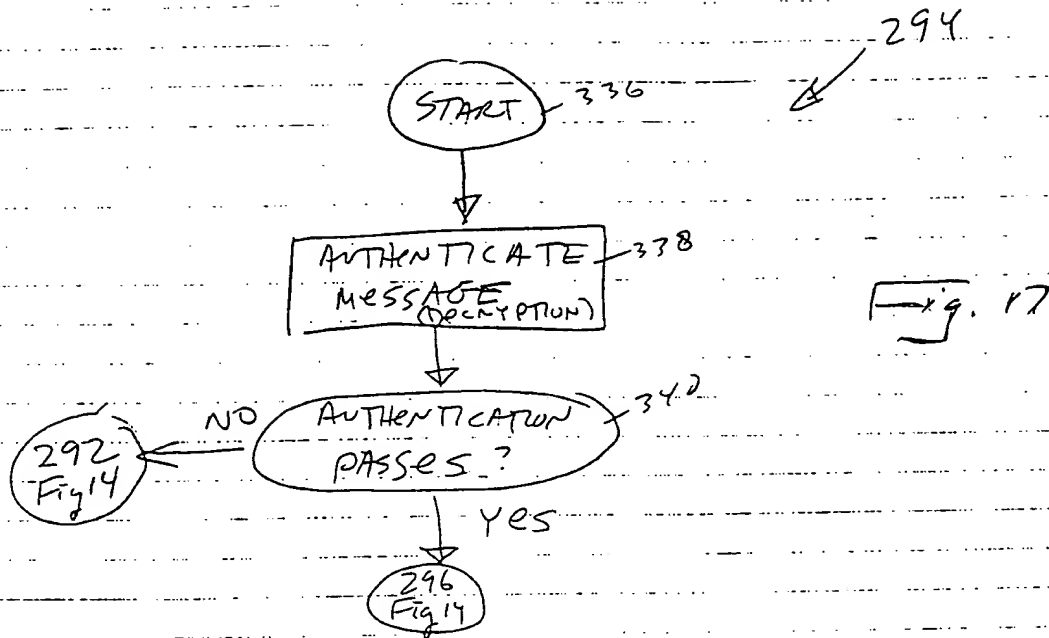 294
START 336
AUTHENTICATE 338
MESSAGE
(DECRYPTION)
Fig. 17
AUTHENTICATION 340
PASSES ?
NO
292
Fig 14
Yes
296
Fig 14